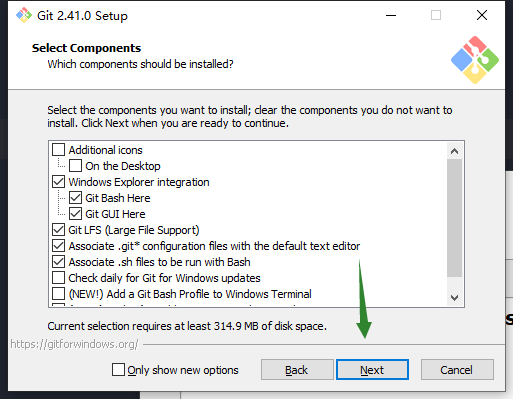 Git 2.41.0 Setup
Select Components
Which components should be installed?
Select the components you want to install; clear the components you do not want to
install. Click Next when you are ready to continue.
Additional icons
On the Desktop
Windows Explorer integration
Git Bash Here
Git GUI Here
Git LFS (Large File Support)
Associate .git* configuration files with the default text editor
Associate .sh files to be run with Bash
Check daily for Git for Windows updates
(NEW!) Add a Git Bash Profile to Windows Terminal
Current selection requires at least 314.9 MB of disk space.
https://gitforwindows.org/
Only show new options
Back
Next
Cancel